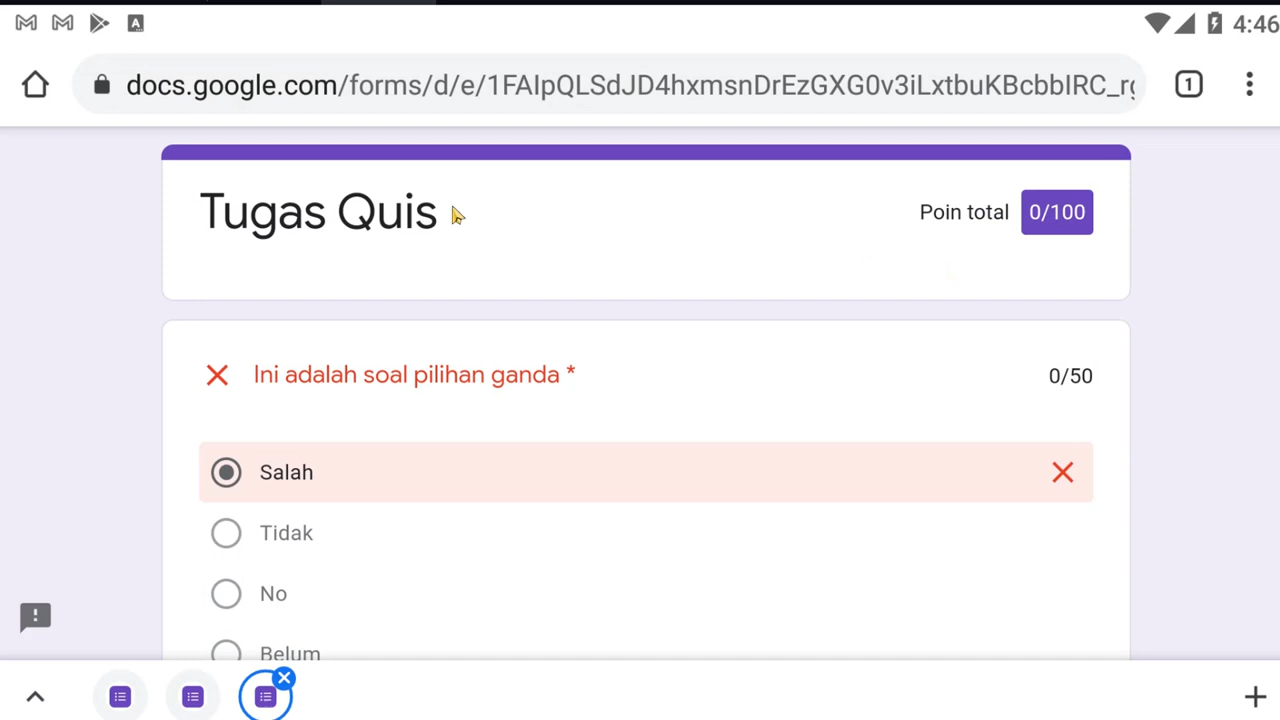 4:46
docs.google.com/forms/d/e/1FAIpQLSdJD4hxmsnDrEzGXG0v3iLxtbuKBcbbIRC_r
1
Tugas Quis
Poin total 0/100
Ini adalah soal pilihan ganda *
0/50
Salah
Tidak
No
Belum